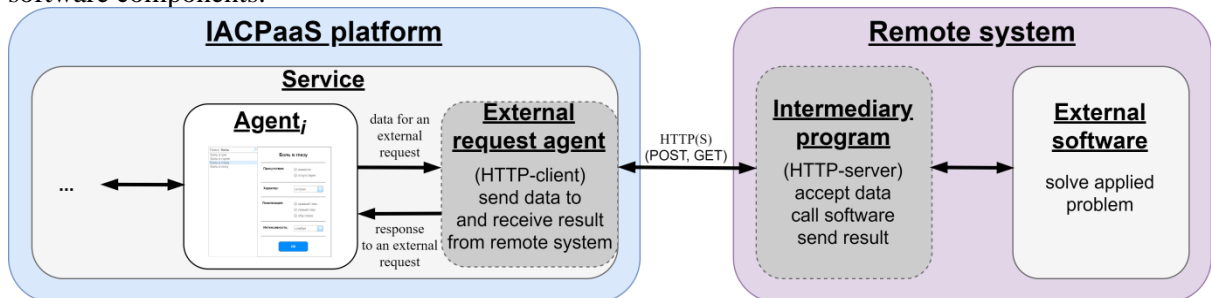 software components.
IACPaaS platform
Remote system
Service
Agenti
data for an
external
request
response
to an external
request
...
External
request agent
(HTTP-client)
send data to
and receive result
from remote system
HTTP(S)
(POST, GET)
Intermediary
program
(HTTP-server)
accept data
call software
send result
External
software
solve applied
problem